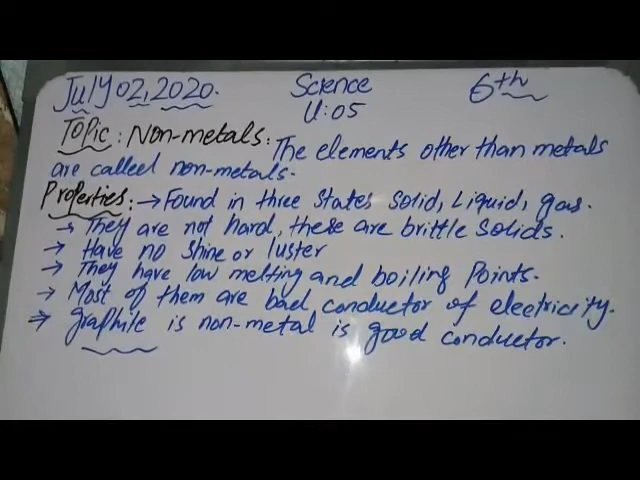 July 02, 2020. Science 6th
U:05
Topic: Non-metals: The elements other than metals
are called non-metals.
Properties: → Found in three States Solid, Liquid, gas.
→ They are not hard, these are brittle Solids.
→ Have no shine or luster
→ They have low melting and boiling Points.
→ Most of them are bad conductor of electricity.
⇒ graphite is non-metal is good conductor.